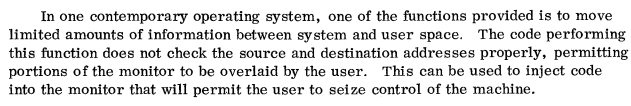 In one contemporary operating system, one of the functions provided is to move
limited amounts of information between system and user space. The code performing
this function does not check the source and destination addresses properly, permitting
portions of the monitor to be overlaid by the user. This can be used to inject code
into the monitor that will permit the user to seize control of the machine.